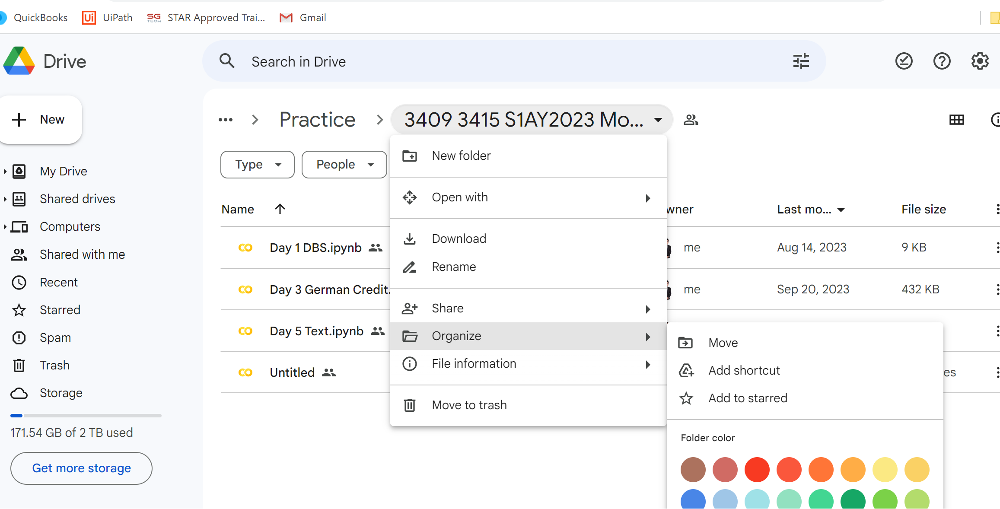 QuickBooks
UiPath
SG TECH
STAR Approved Trai...
Gmail
Drive
Search in Drive
New
Practice
3409 3415 S1AY2023 Mo...
Type
People
My Drive
Shared drives
Computers
Shared with me
Recent
Starred
Spam
Trash
Storage
171.54 GB of 2 TB used
Get more storage
New folder
Open with
Download
Rename
Share
Organize
File information
Move to trash
Name
wner
Last mo...
File size
Day 1 DBS.ipynb
me
Aug 14, 2023
9 KB
Day 3 German Credit.
me
Sep 20, 2023
432 KB
Day 5 Text.ipynb
Untitled
es
Move
Add shortcut
Add to starred
Folder color